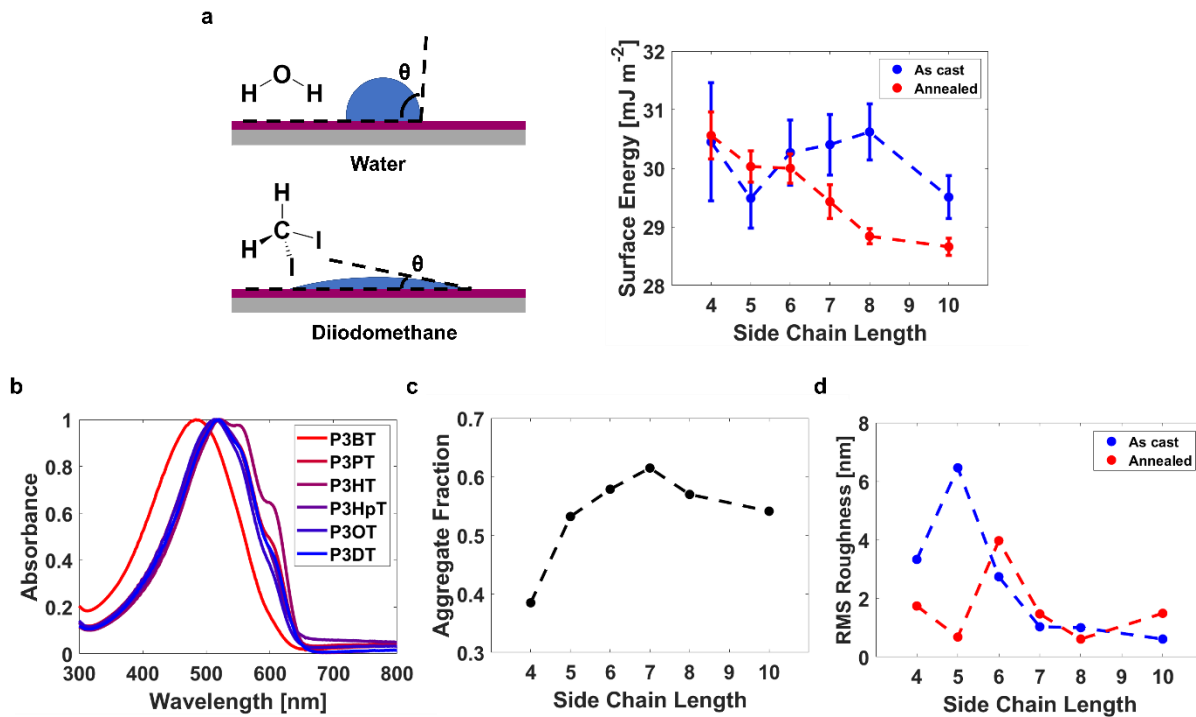 a
H
O
H
θ
Water
H
C
H
I
I
θ
Diiodomethane
Surface Energy [mJ m⁻²]
32
31
30
29
28
As cast
Annealed
4 5 6 7 8 9 10
Side Chain Length
b
Absorbance
1
0.8
0.6
0.4
0.2
0
P3BT
P3PT
P3HT
P3HpT
P3OT
P3DT
300 400 500 600 700 800
Wavelength [nm]
c
Aggregate Fraction
0.7
0.6
0.5
0.4
0.3
4 5 6 7 8 9 10
Side Chain Length
d
RMS Roughness [nm]
8
6
4
2
0
As cast
Annealed
4 5 6 7 8 9 10
Side Chain Length